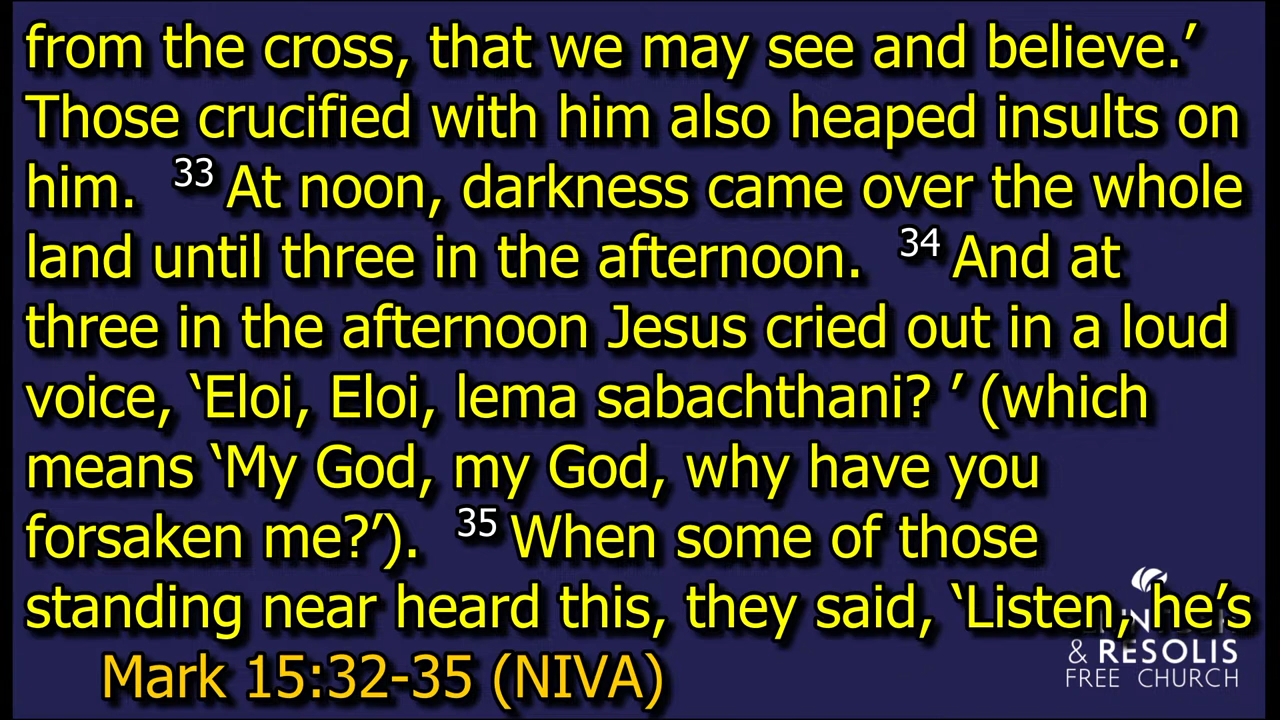 from the cross, that we may see and believe.’
Those crucified with him also heaped insults on
him. 33 At noon, darkness came over the whole
land until three in the afternoon. 34 And at
three in the afternoon Jesus cried out in a loud
voice, ‘Eloi, Eloi, lema sabachthani? ’ (which
means ‘My God, my God, why have you
forsaken me?’). 35 When some of those
standing near heard this, they said, ‘Listen, he’s
& RESOLIS
FREE CHURCH
Mark 15:32-35 (NIVA)